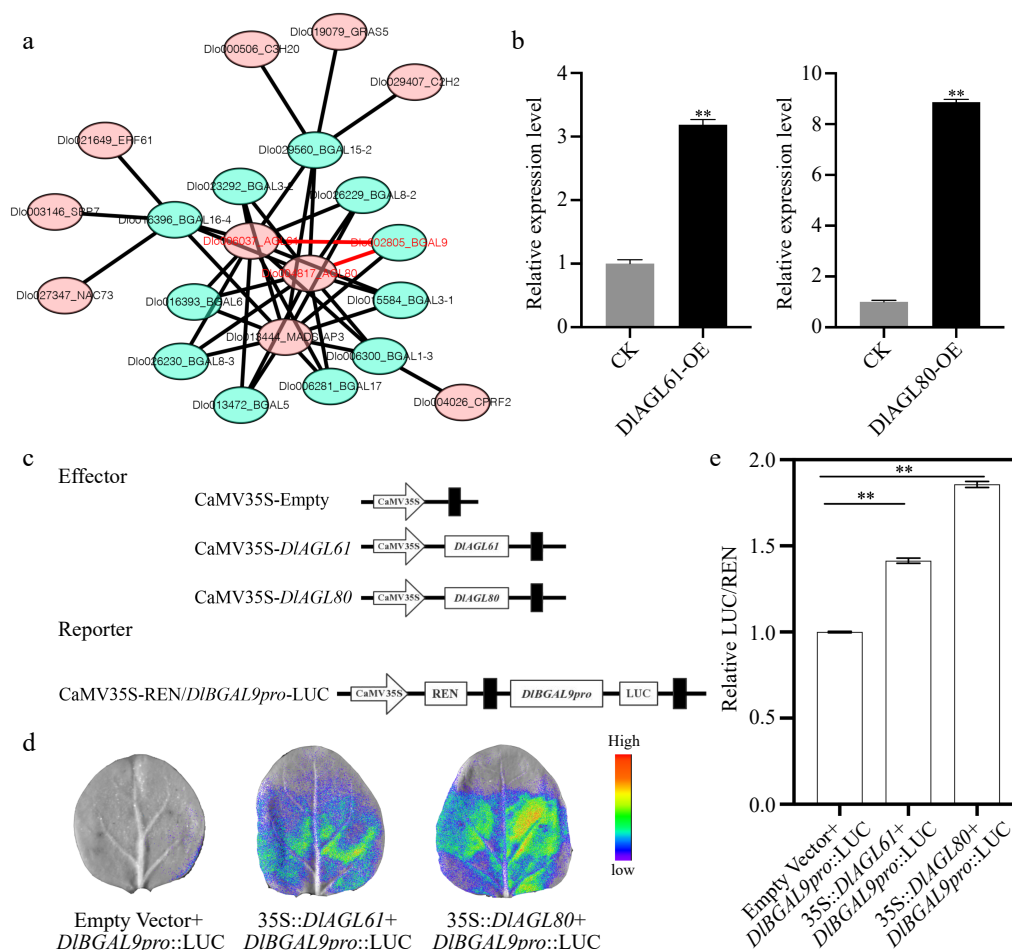 a
Dlo019079_GRAS5
Dlo000506_C3H20
Dlo029407_C2H2
Dlo021649_ERF61
Dlo029560_BGAL15-2
Dlo023292_BGAL3-2
Dlo026229_BGAL8-2
Dlo003146_SBP7
Dlo016396_BGAL16-4
Dlo002805_BGAL9
Dlo027347_NAC73
Dlo016393_BGAL6
Dlo015584_BGAL3-1
Dlo013444_MADS-AP3
Dlo026230_BGAL8-3
Dlo006300_BGAL1-3
Dlo006281_BGAL17
Dlo013472_BGAL5
Dlo004026_CPRF2
b
Relative expression level
4
3
2
1
0
**
CK
DlAGL61-OE
Relative expression level
10
8
6
4
2
0
**
CK
DlAGL80-OE
c
Effector
CaMV35S-Empty
CaMV35S
CaMV35S-DlAGL61
CaMV35S
DlAGL61
CaMV35S-DlAGL80
CaMV35S
DlAGL80
Reporter
CaMV35S-REN/DlBGAL9pro-LUC
CaMV35S
REN
DlBGAL9pro
LUC
d
High
low
Empty Vector+
DlBGAL9pro::LUC
35S::DlAGL61+
DlBGAL9pro::LUC
35S::DlAGL80+
DlBGAL9pro::LUC
e
Relative LUC/REN
2.0
1.5
1.0
0.5
0.0
**
**
Empty Vector+
DlBGAL9pro::LUC
35S::DlAGL61+
DlBGAL9pro::LUC
35S::DlAGL80+
DlBGAL9pro::LUC